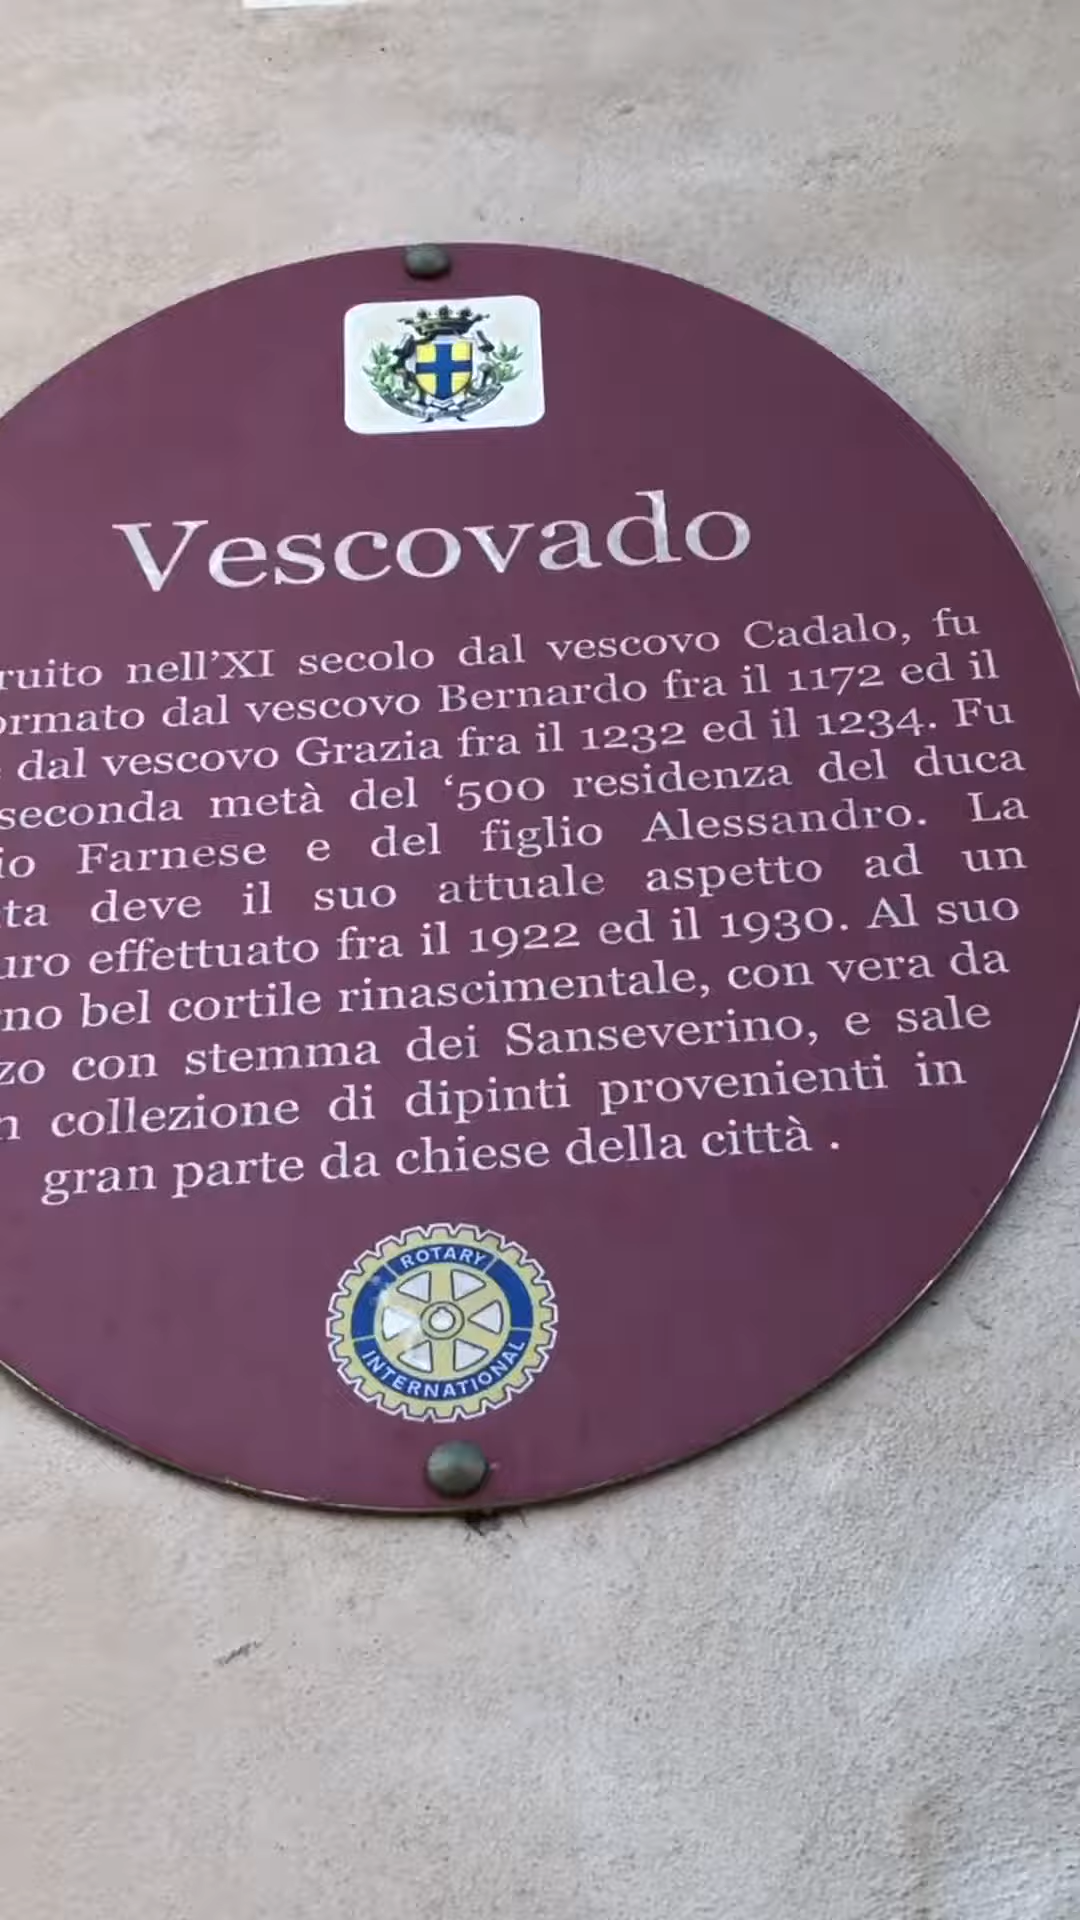 Vescovado
ruito nell’XI secolo dal vescovo Cadalo, fu
ormato dal vescovo Bernardo fra il 1172 ed il
dal vescovo Grazia fra il 1232 ed il 1234. Fu
seconda metà del ‘500 residenza del duca
io Farnese e del figlio Alessandro. La
ta deve il suo attuale aspetto ad un
uro effettuato fra il 1922 ed il 1930. Al suo
rno bel cortile rinascimentale, con vera da
zo con stemma dei Sanseverino, e sale
n collezione di dipinti provenienti in
gran parte da chiese della città .
ROTARY
INTERNATIONAL